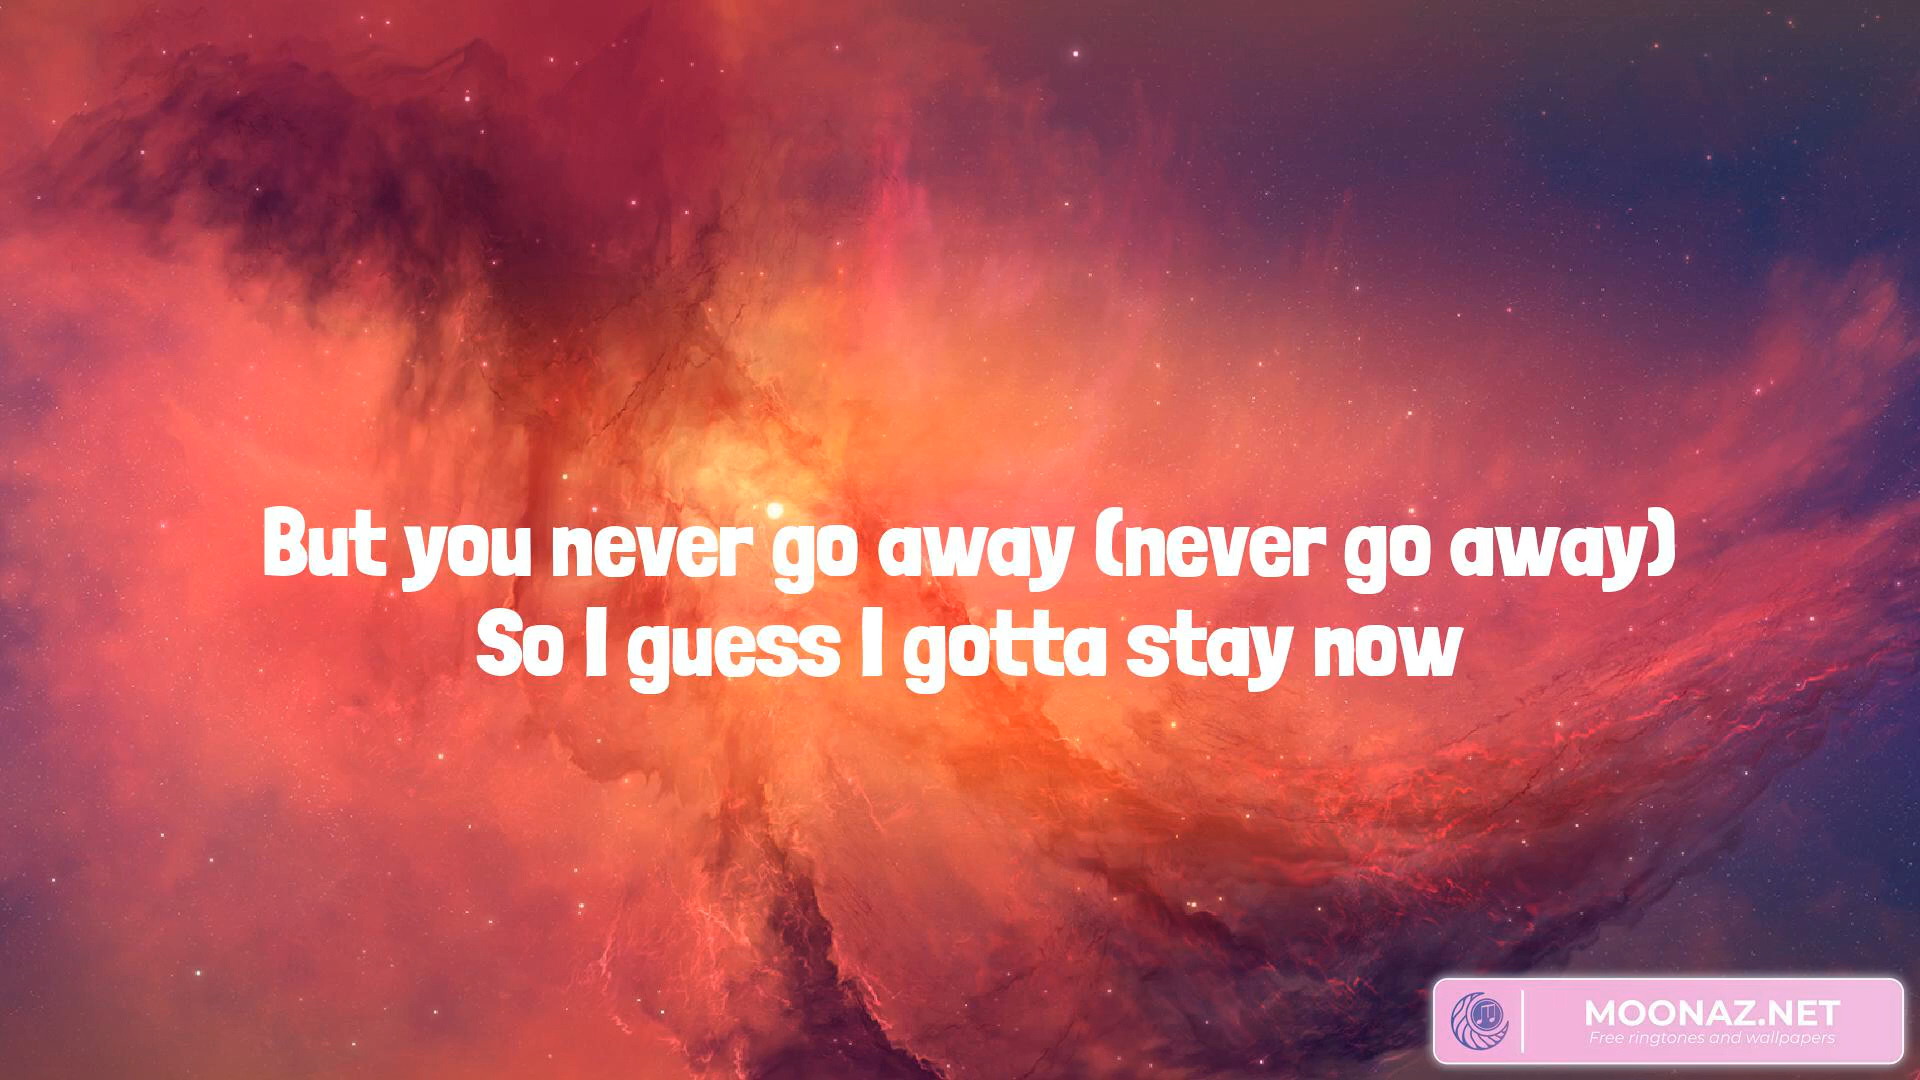 But you never go away (never go away)
So I guess I gotta stay now
MOONAZ.NET
Free ringtones and wallpapers